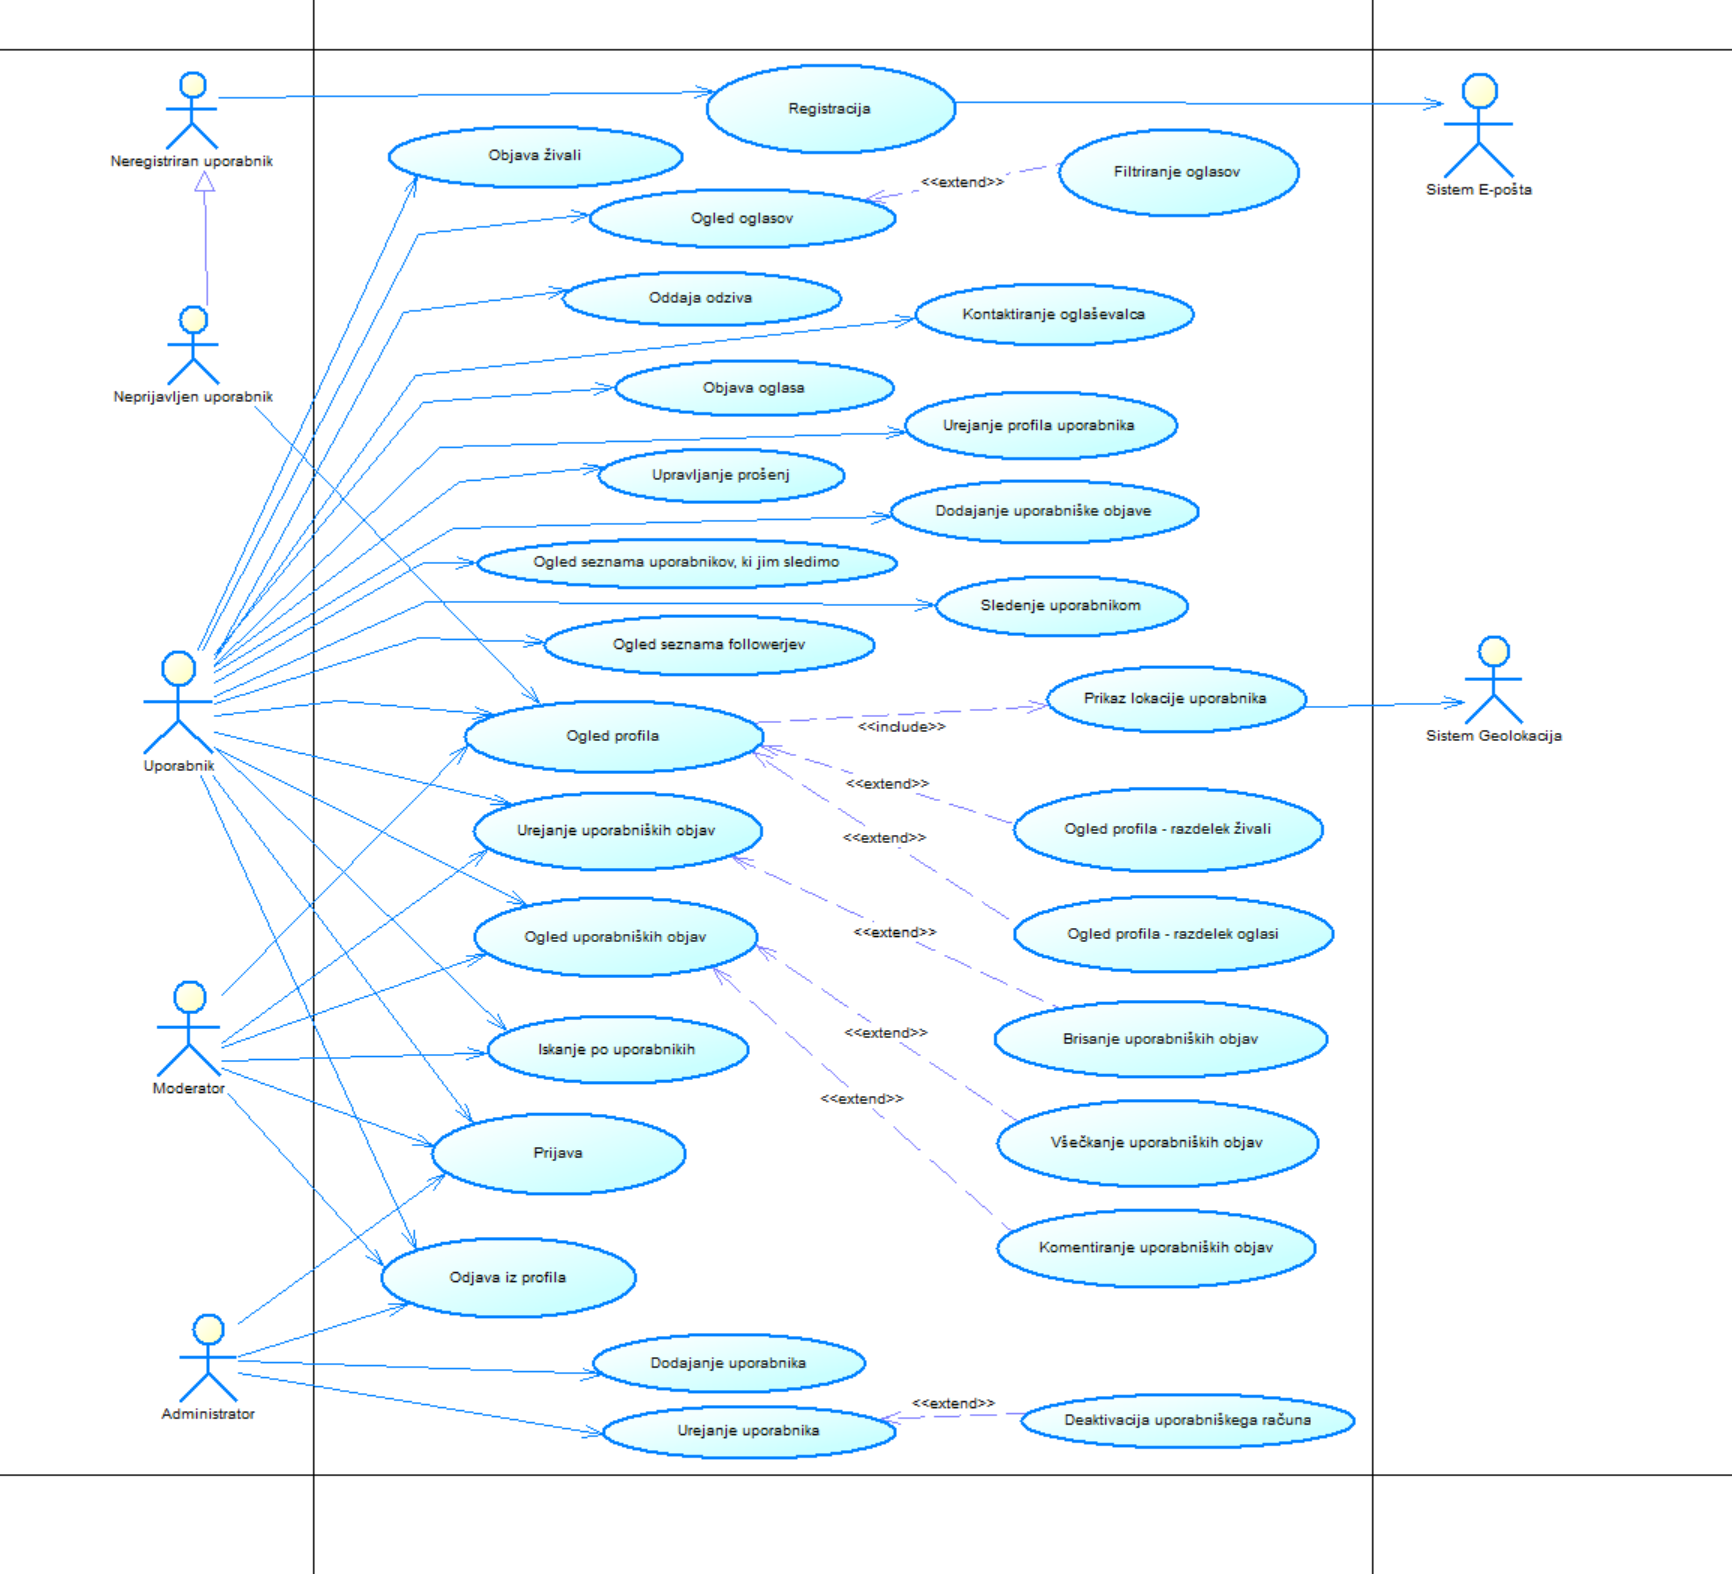 Registracija
Neregistriran uporabnik
Objava živali
<<extend>>
Filtriranje oglasov
Sistem E-pošta
Ogled oglasov
Oddaja odziva
Kontaktiranje oglaševalca
Neprijavljen uporabnik
Objava oglasa
Urejanje profila uporabnika
Upravljanje prošenj
Dodajanje uporabniške objave
Ogled seznama uporabnikov, ki jim sledimo
Sledenje uporabnikom
Ogled seznama followerjev
Prikaz lokacije uporabnika
<<include>>
Ogled profila
Sistem Geolokacija
Uporabnik
<<extend>>
Urejanje uporabniških objav
<<extend>>
Ogled profila - razdelek živali
Ogled uporabniških objav
<<extend>>
Ogled profila - razdelek oglasi
<<extend>>
Brisanje uporabniških objav
Iskanje po uporabnikih
Moderator
<<extend>>
Všečkanje uporabniških objav
Prijava
Komentiranje uporabniških objav
Odjava iz profila
Dodajanje uporabnika
Administrator
<<extend>>
Urejanje uporabnika
Deaktivacija uporabniškega računa